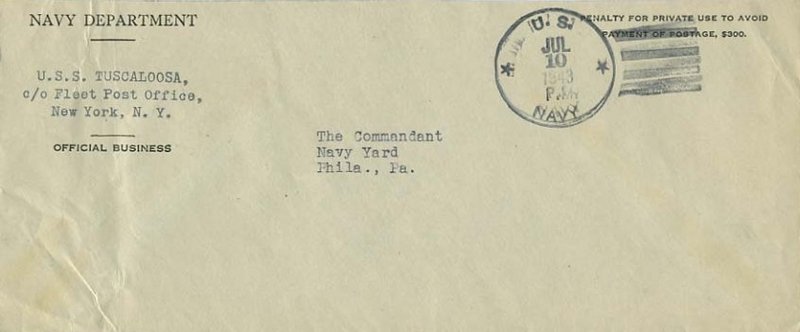 NAVY DEPARTMENT
U.S.S. TUSCALOOSA,
c/o Fleet Post Office,
New York, N. Y.
OFFICIAL BUSINESS
PENALTY FOR PRIVATE USE TO AVOID
PAYMENT OF POSTAGE, $300.
U. S.
JUL
10
1943
P.M.
NAVY
The Commandant
Navy Yard
Phila., Pa.